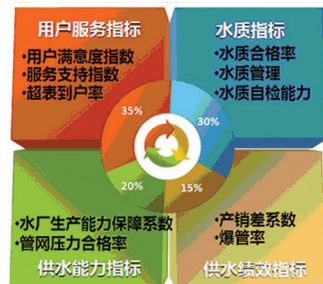 用户服务指标
•用户满意度指数
•服务支持指数
•超表到户率
水质指标
•水质合格率
•水质管理
•水质自检能力
35%
30%
20%
15%
•水厂生产能力保障系数
•管网压力合格率
供水能力指标
•产销差系数
•爆管率
供水绩效指标